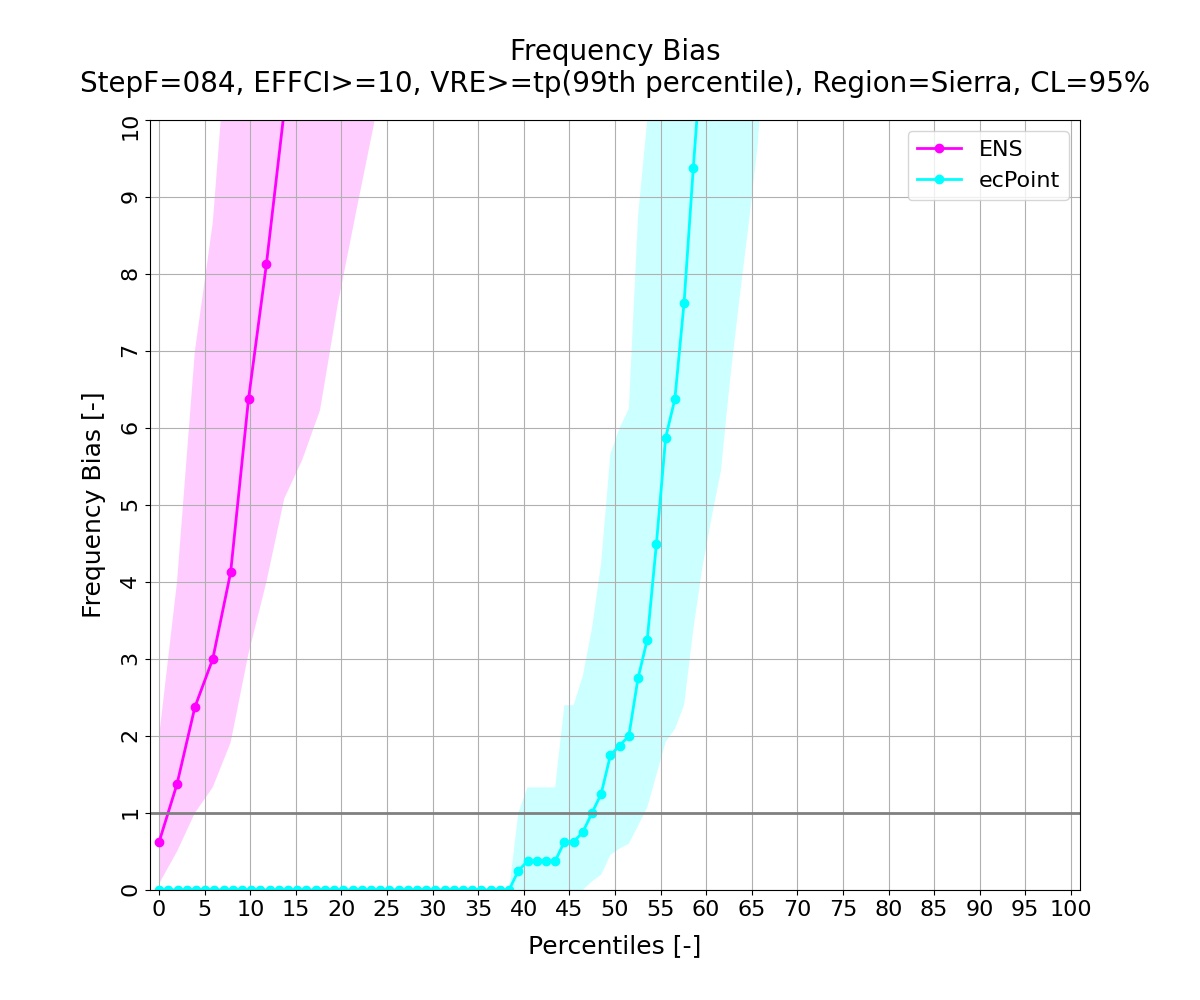 Frequency Bias
StepF=084, EFFCI>=10, VRE>=tp(99th percentile), Region=Sierra, CL=95%
ENS
ecPoint
Frequency Bias [-]
10
9
8
7
6
5
4
3
2
1
0
0 5 10 15 20 25 30 35 40 45 50 55 60 65 70 75 80 85 90 95 100
Percentiles [-]